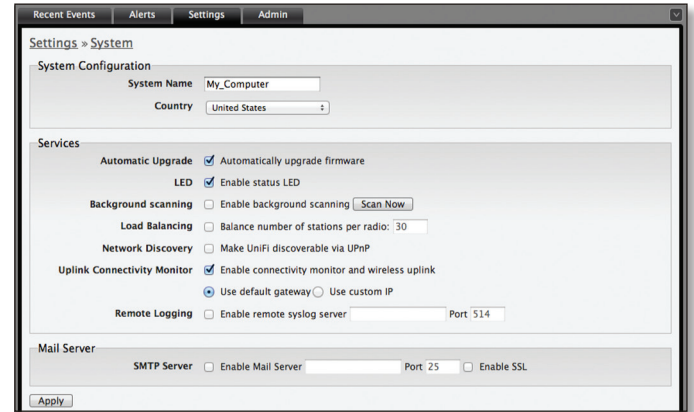 Recent Events Alerts Settings Admin
Settings » System
System Configuration
System Name My_Computer
Country United States
Services
Automatic Upgrade Automatically upgrade firmware
LED Enable status LED
Background scanning Enable background scanning Scan Now
Load Balancing Balance number of stations per radio: 30
Network Discovery Make UniFi discoverable via UPnP
Uplink Connectivity Monitor Enable connectivity monitor and wireless uplink
Use default gateway Use custom IP
Remote Logging Enable remote syslog server Port 514
Mail Server
SMTP Server Enable Mail Server Port 25 Enable SSL
Apply